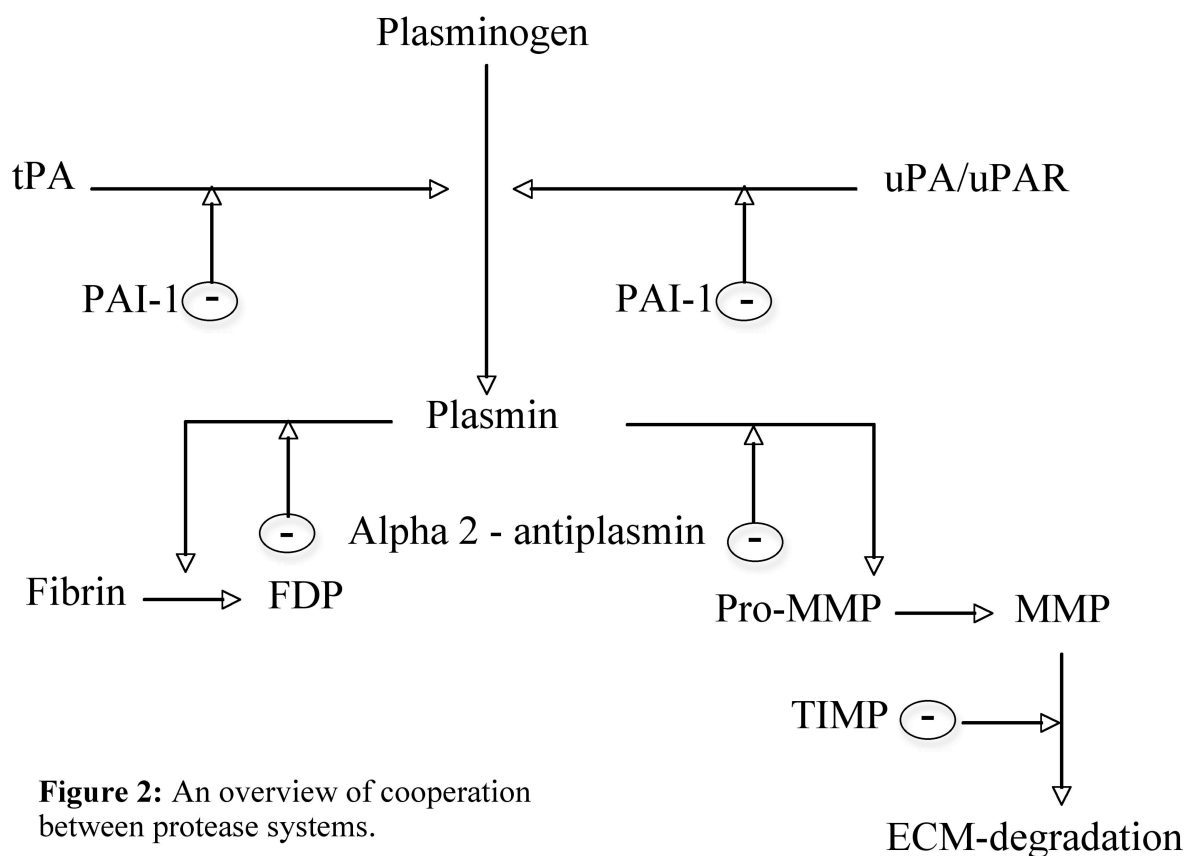 Plasminogen
tPA
uPA/uPAR
PAI-1 -
PAI-1 -
Plasmin
- Alpha 2 - antiplasmin -
Fibrin
FDP
Pro-MMP
MMP
TIMP -
Figure 2: An overview of cooperation
between protease systems.
ECM-degradation